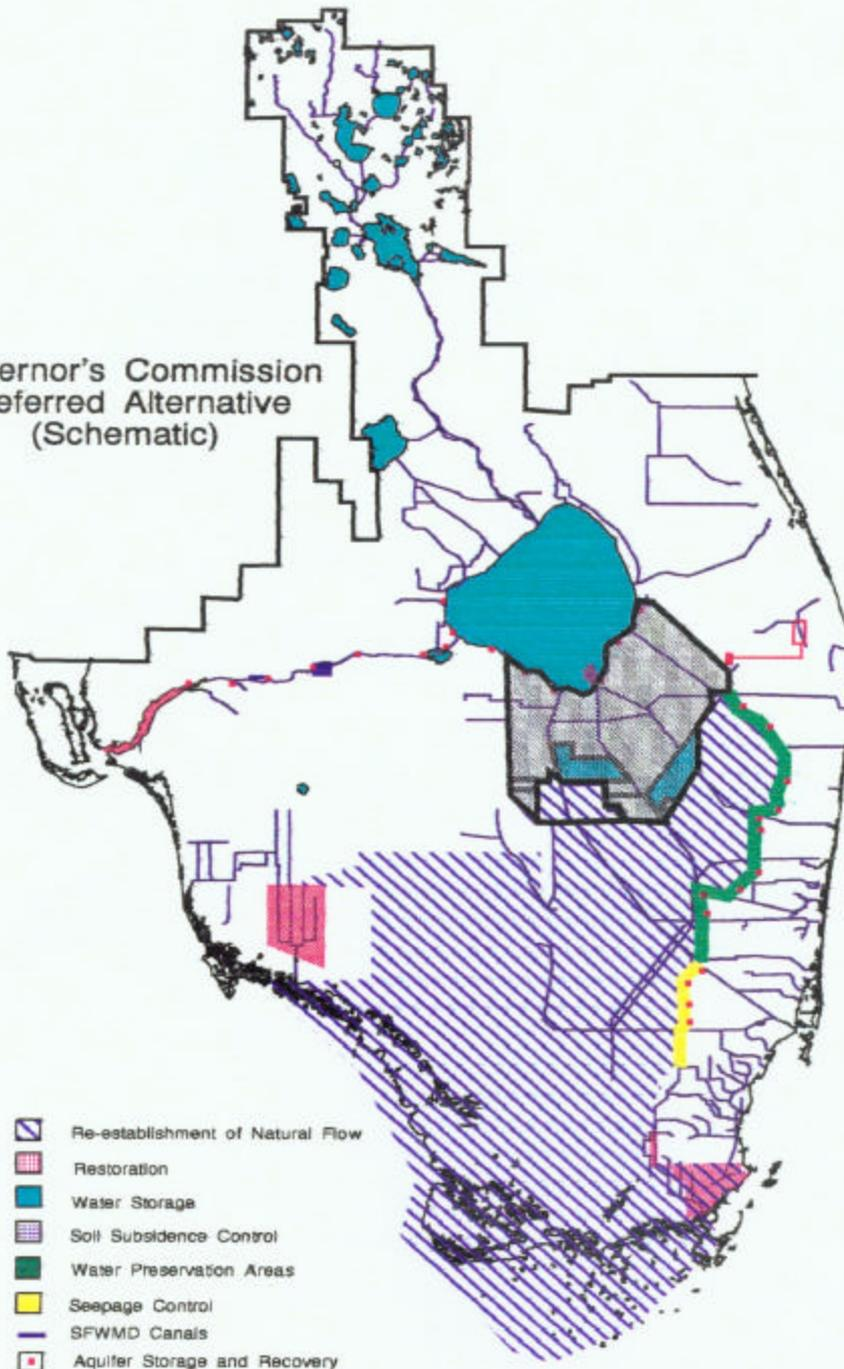 ernor's Commission
eferred Alternative
(Schematic)
Re-establishment of Natural Flow
Restoration
Water Storage
Soil Subsidence Control
Water Preservation Areas
Seepage Control
SFWMD Canals
Aquifer Storage and Recovery